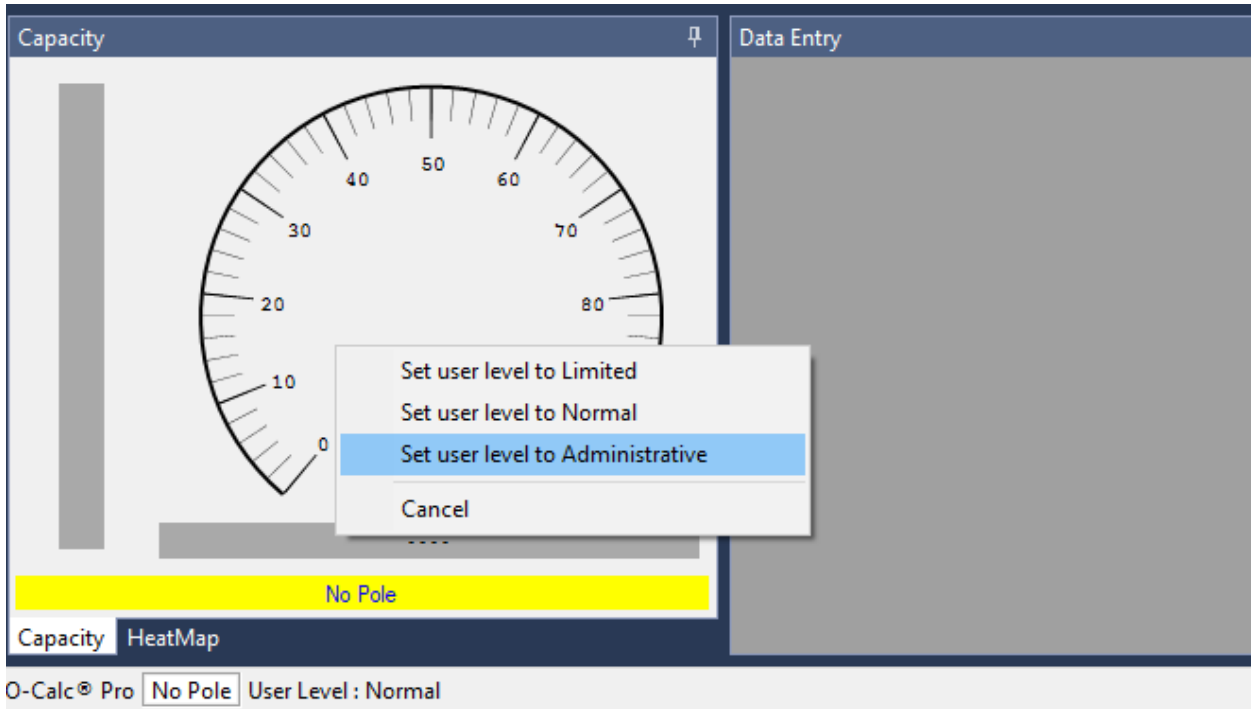 Capacity
Data Entry
50
40
60
30
70
20
80
10
0
Set user level to Limited
Set user level to Normal
Set user level to Administrative
Cancel
----
No Pole
Capacity HeatMap
O-Calc® Pro No Pole User Level : Normal